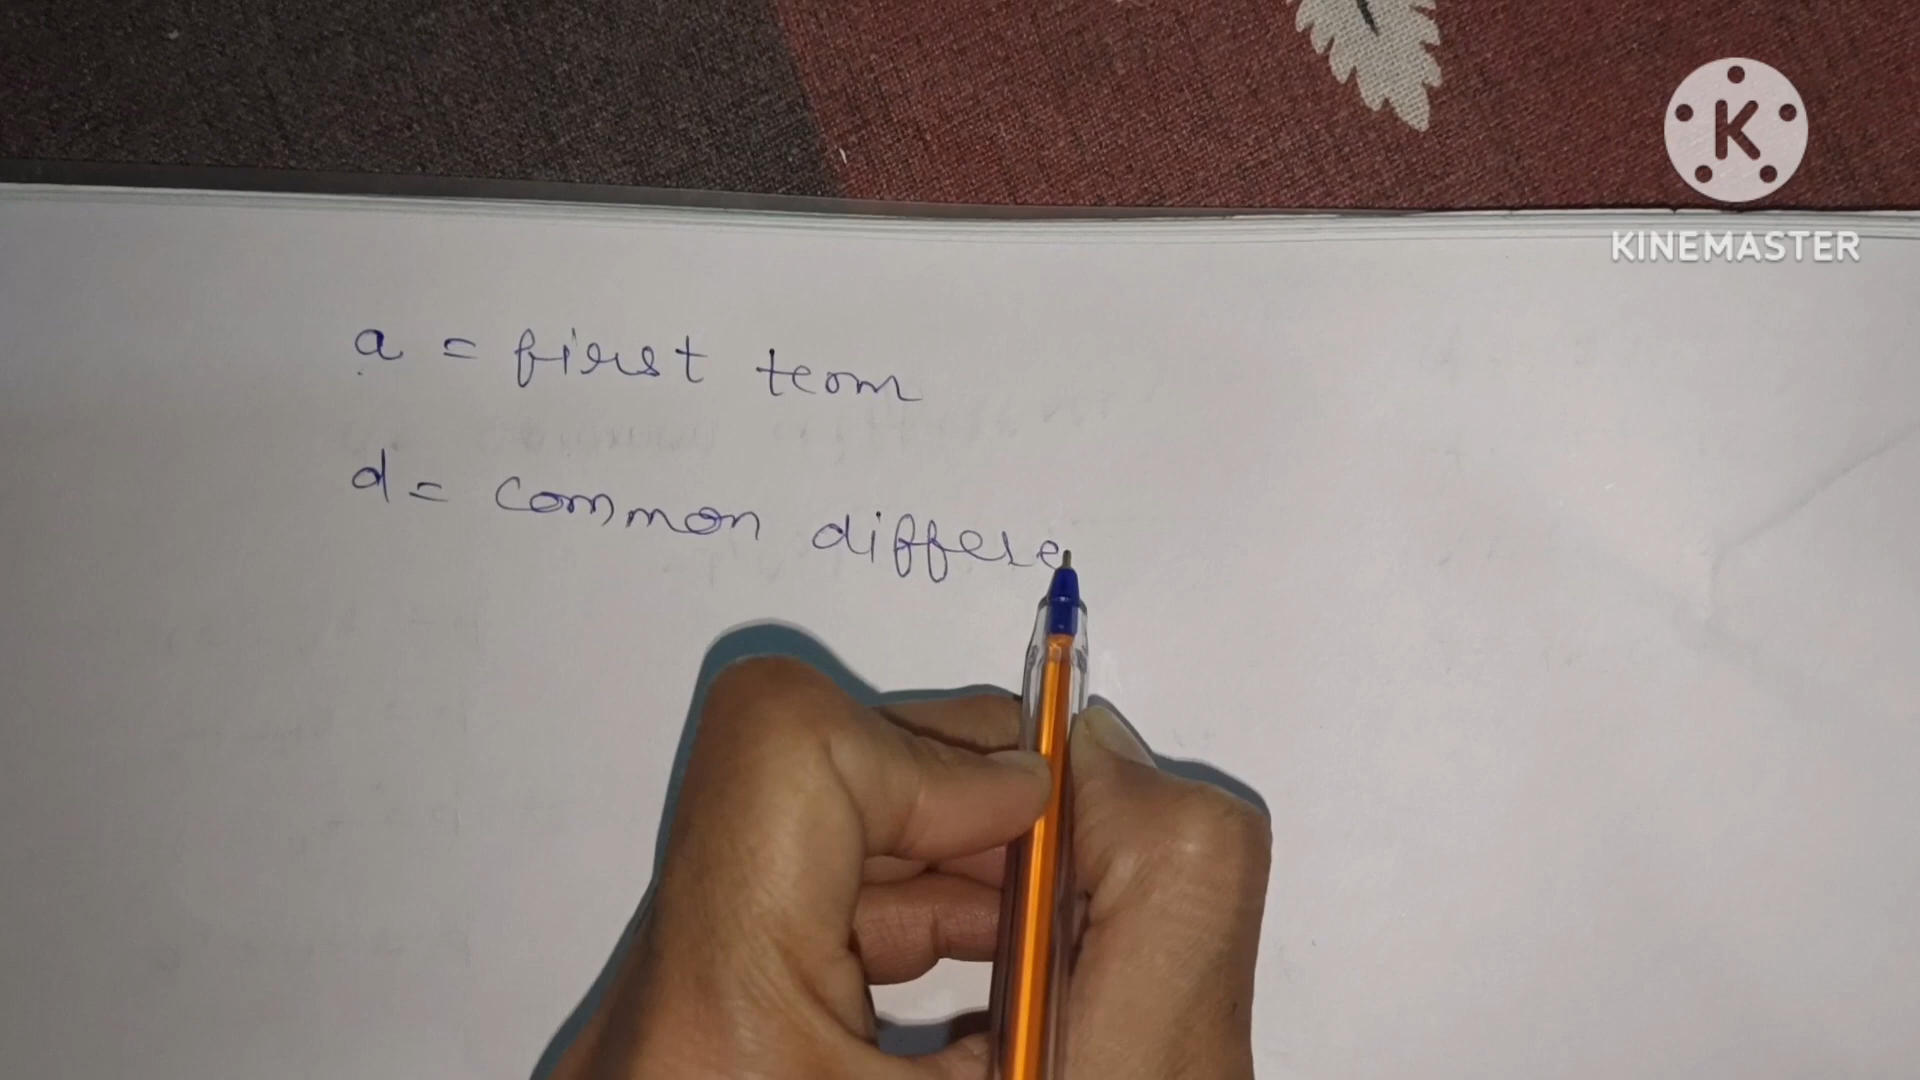 K
KINEMASTER
a = first term
d = common differe